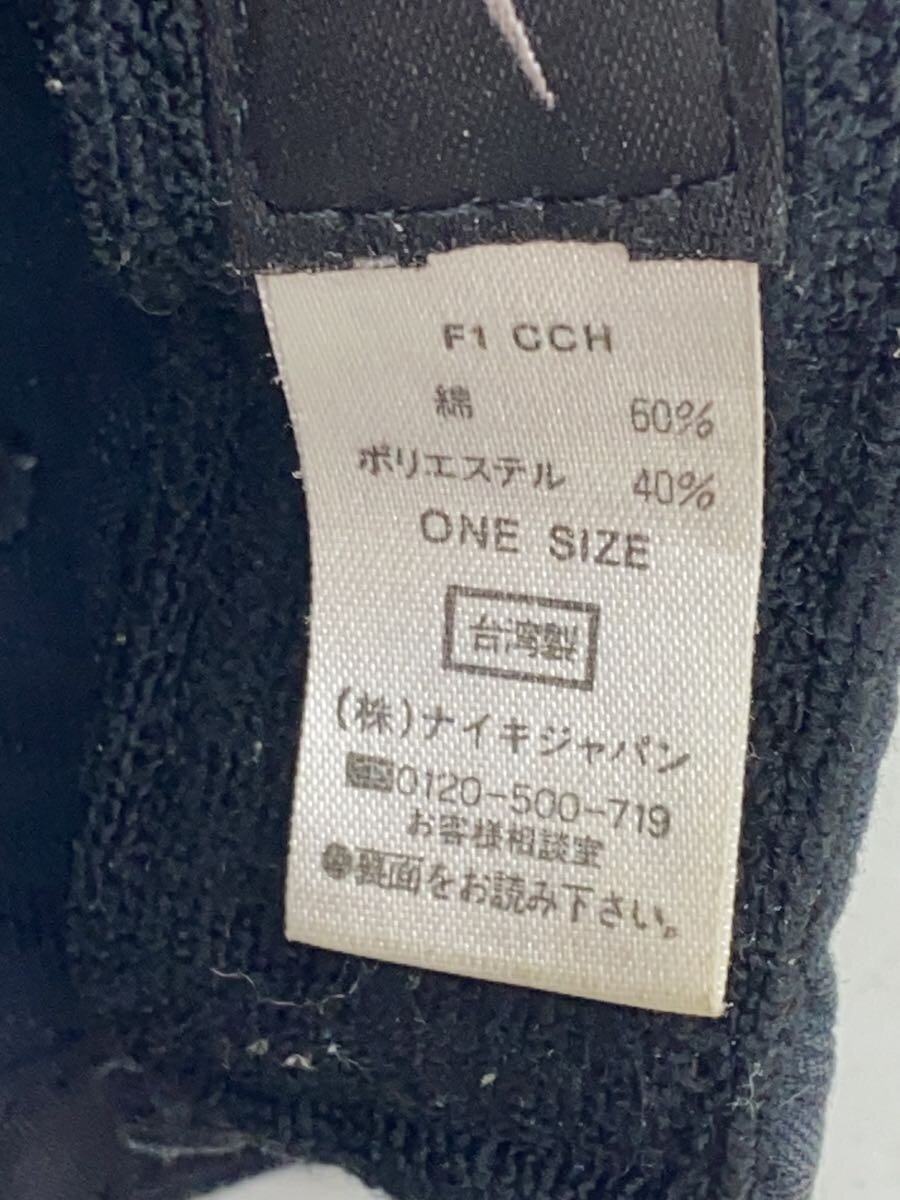 F1 CCH
綿 60%
ポリエステル 40%
ONE SIZE
台湾製
(株)ナイキジャパン
0120-500-719
お客様相談室
●裏面をお読み下さい。